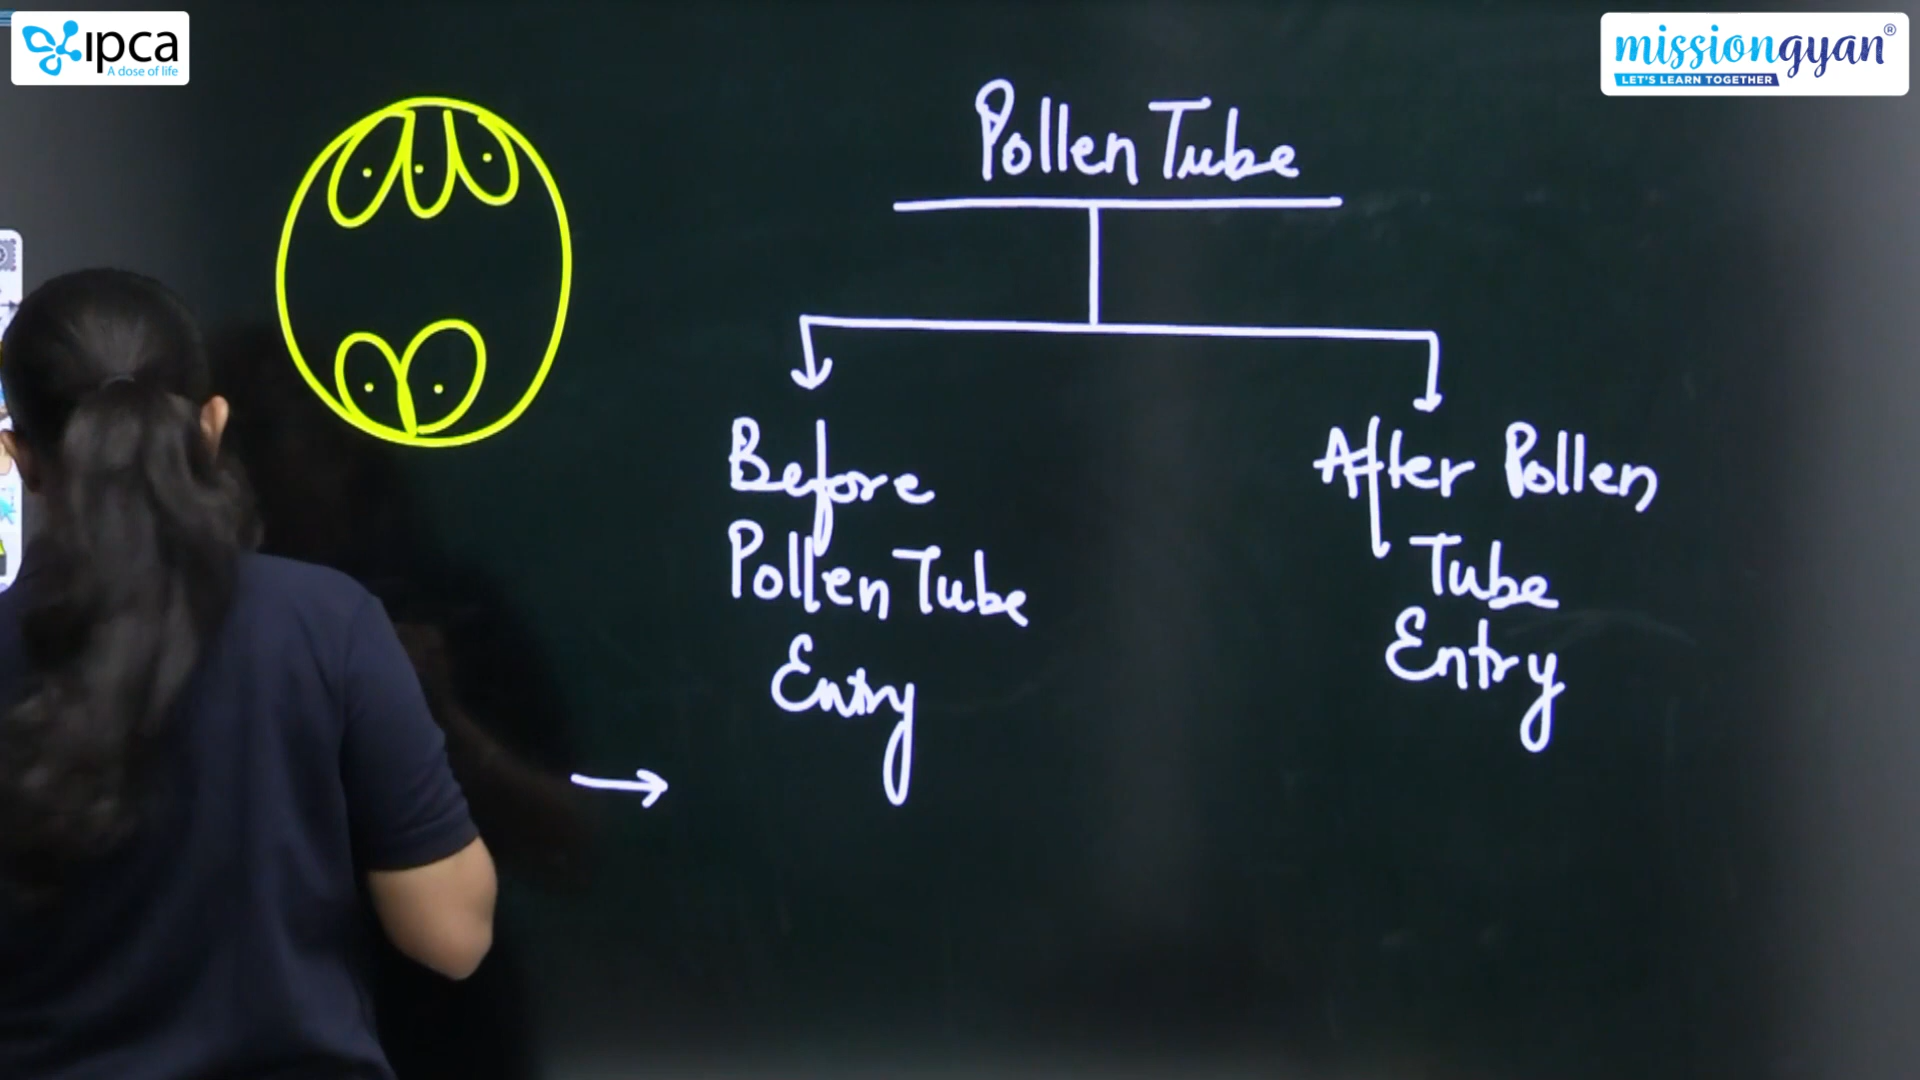 ipca
A dose of life
missiongyan®
LET'S LEARN TOGETHER
Pollen Tube
Before
Pollen Tube
Entry
After Pollen
Tube
Entry